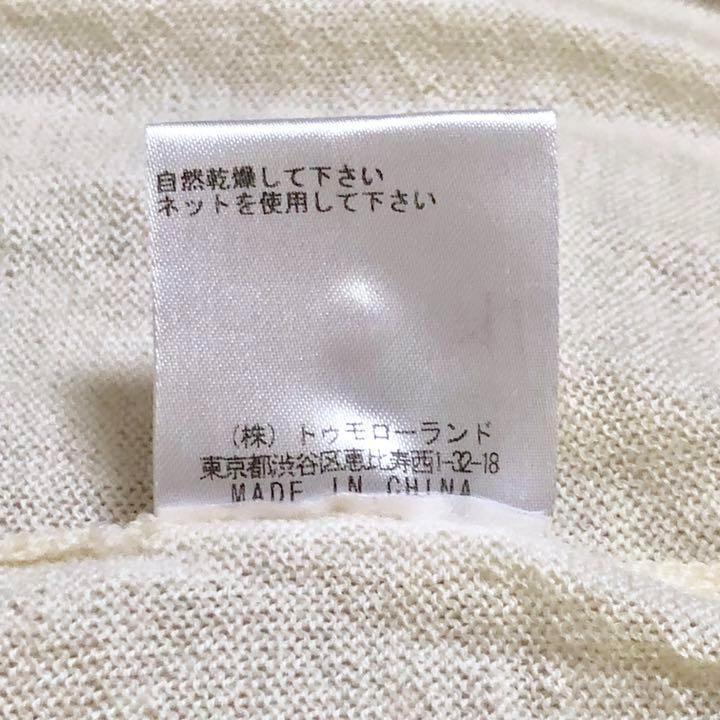 自然乾燥して下さい
ネットを使用して下さい
（株）トゥモローランド
東京都渋谷区恵比寿西1-32-18
MADE IN CHINA